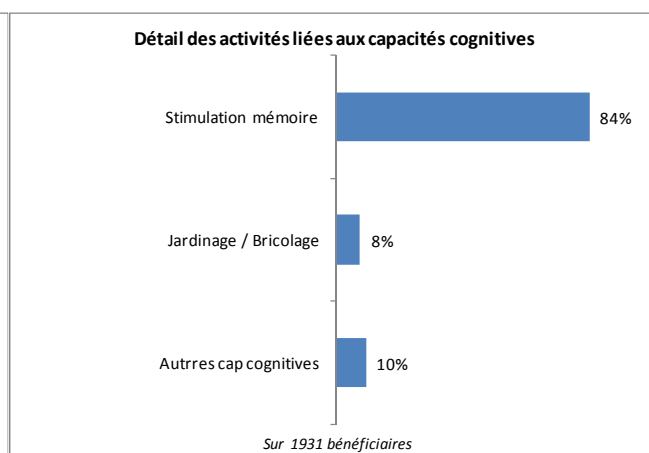 Détail des activités liées aux capacités cognitives
Stimulation mémoire
84%
Jardinage / Bricolage
8%
Autrres cap cognitives
10%
Sur 1931 bénéficiaires